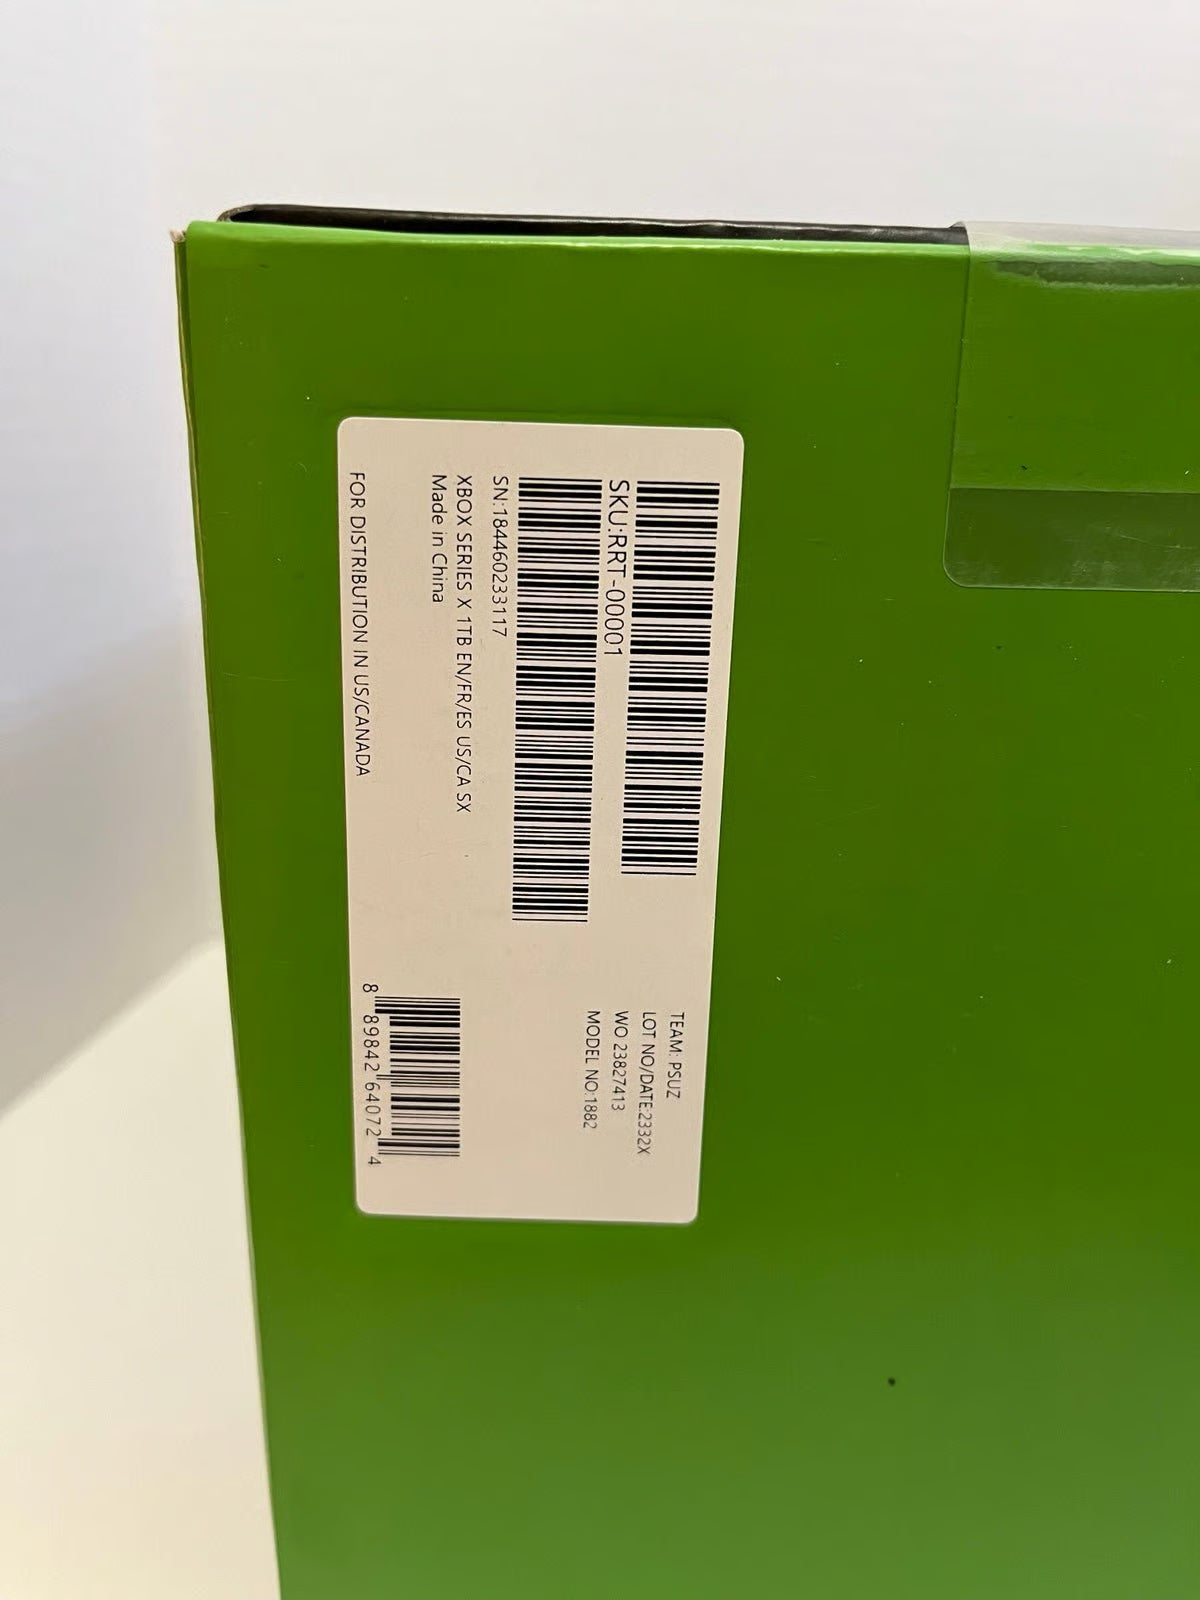 SKU:RRT-00001
SN:184460233117
XBOX SERIES X 1TB EN/FR/ES US/CA SX
Made in China
FOR DISTRIBUTION IN US/CANADA
TEAM: PSUZ
LOT NO/DATE:2332X
WO 23827413
MODEL NO:1882
8 89842 64072 4